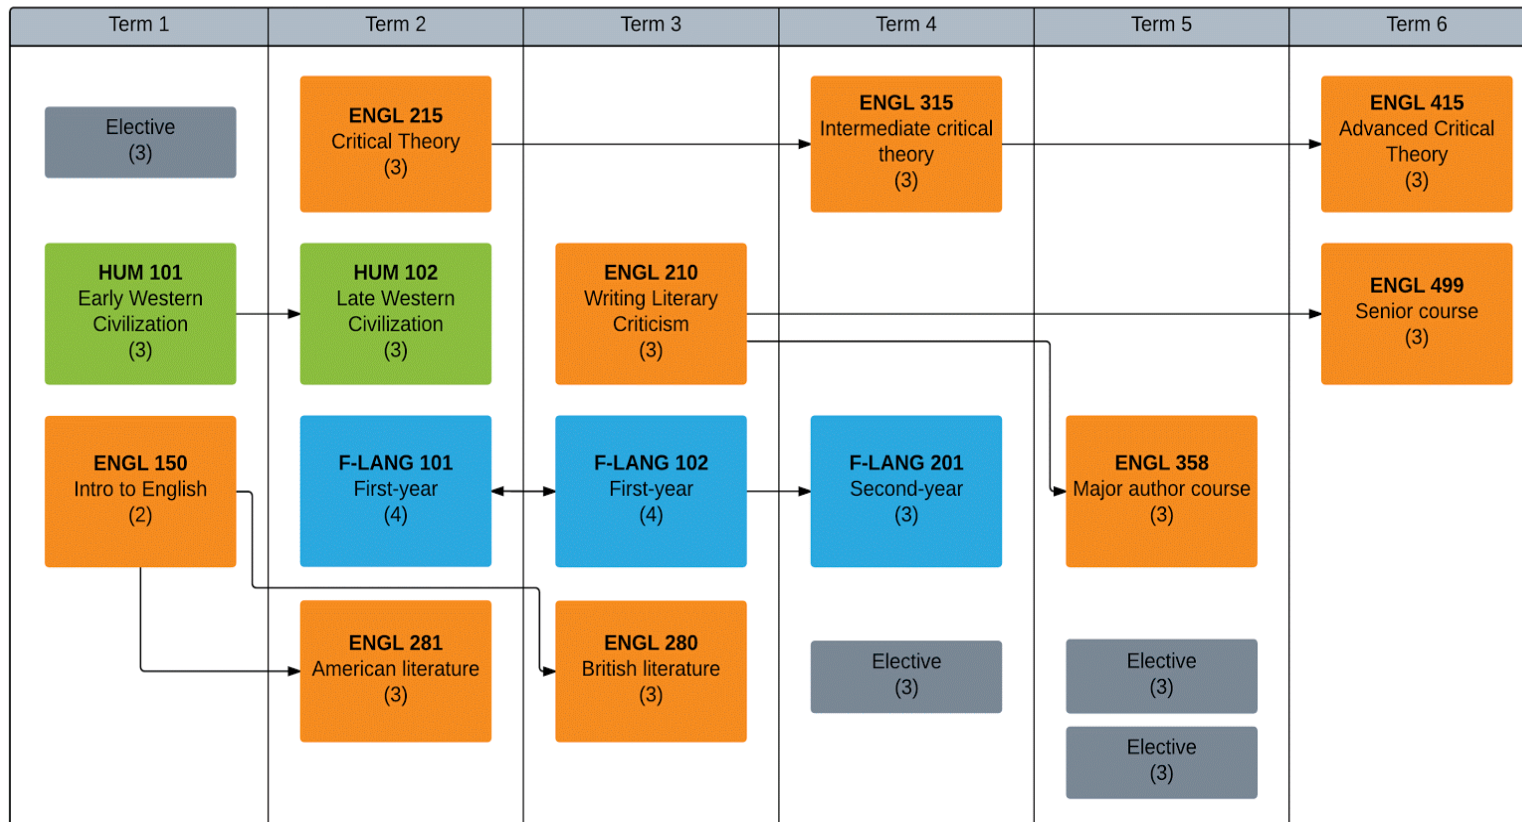 Term 1
Term 2
Term 3
Term 4
Term 5
Term 6
Elective
(3)
HUM 101
Early Western
Civilization
(3)
ENGL 150
Intro to English
(2)
ENGL 215
Critical Theory
(3)
HUM 102
Late Western
Civilization
(3)
F-LANG 101
First-year
(4)
ENGL 281
American literature
(3)
ENGL 210
Writing Literary
Criticism
(3)
F-LANG 102
First-year
(4)
ENGL 280
British literature
(3)
ENGL 315
Intermediate critical
theory
(3)
F-LANG 201
Second-year
(3)
Elective
(3)
ENGL 358
Major author course
(3)
Elective
(3)
Elective
(3)
ENGL 415
Advanced Critical
Theory
(3)
ENGL 499
Senior course
(3)